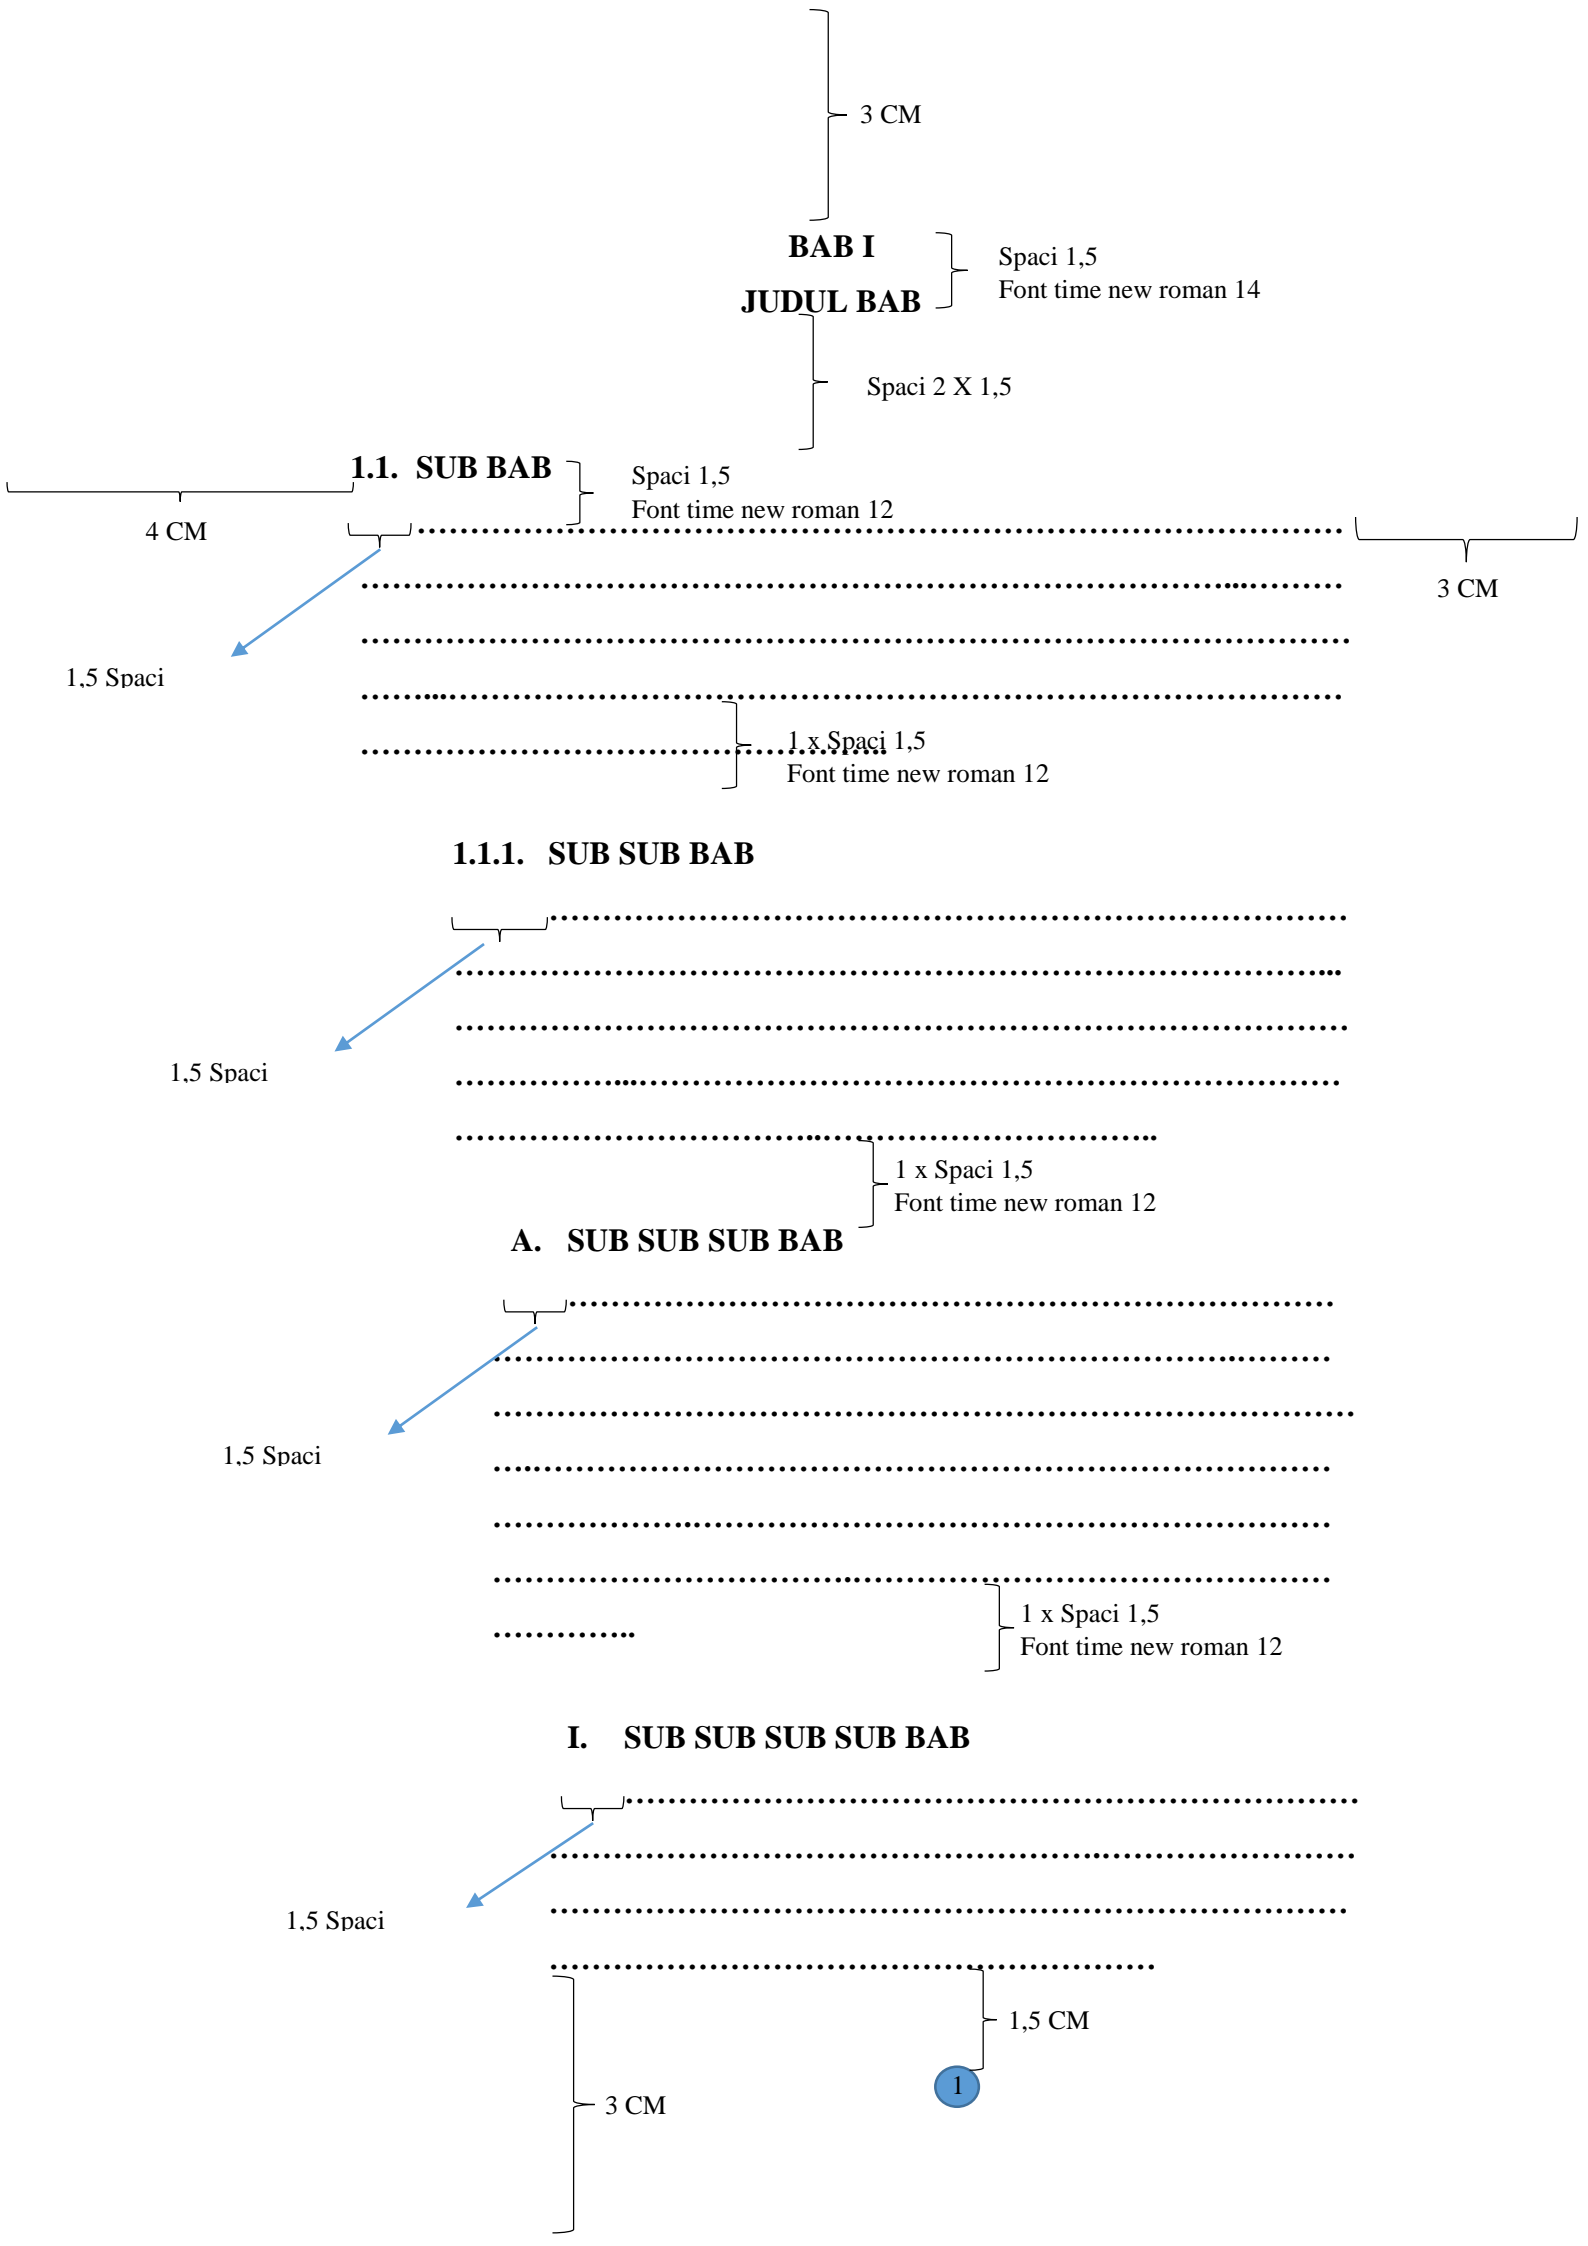 3 CM
BAB I
Spaci 1,5
Font time new roman 14
JUDUL BAB
Spaci 2 X 1,5
1.1. SUB BAB
Spaci 1,5
Font time new roman 12
4 CM
……………………………………………………………………………
3 CM
…………………………………………………………………………...………
…………………………………………………………………………………
……...…………………………………………………………………………
1,5 Spaci
…………………………………………..
1 x Spaci 1,5
Font time new roman 12
1.1.1. SUB SUB BAB
…………………………………………………………………
………………………………………………………………………...
…………………………………………………………………………
……………...…………………………………………………………
1,5 Spaci
……………………………..……………………………..
1 x Spaci 1,5
Font time new roman 12
A. SUB SUB SUB BAB
………………………………………………………………
…………………………………………………………….………
………………………………………………………………………
….…………………………………………………………………
1,5 Spaci
……………….……………………………………………………
…………………………….………………………………………
…………..
1 x Spaci 1,5
Font time new roman 12
I. SUB SUB SUB SUB BAB
……………………………………………………………
…………………………………………….……………………
…………………………………………………………………
…………………………………………………
1,5 Spaci
1,5 CM
1
3 CM